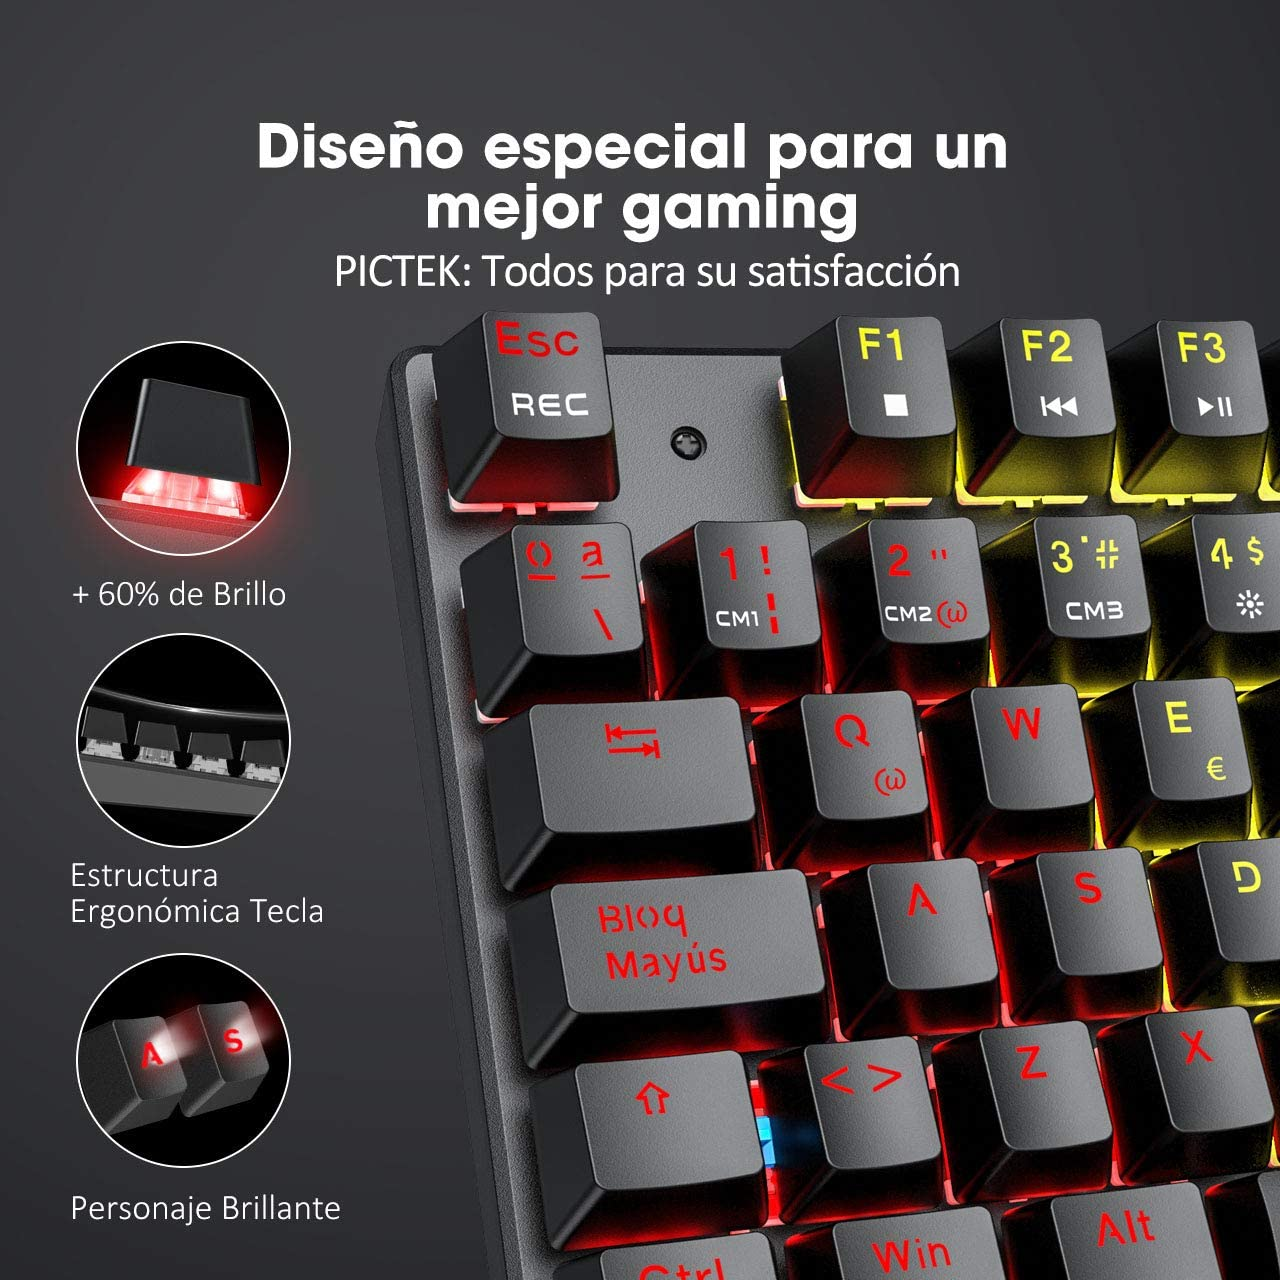 Diseño especial para un
mejor gaming
PICTEK: Todos para su satisfacción
+ 60% de Brillo
Estructura
Ergonómica Tecla
Personaje Brillante
Esc
REC
F1
F2
F3
º ª
\
1 !
CM1 ¦
2 "
CM2 @
3 · #
CM3
4 $
Q
@
W
E
€
Bloq
Mayús
A
S
D
< >
Z
X
Ctrl
Win
Alt
A
S